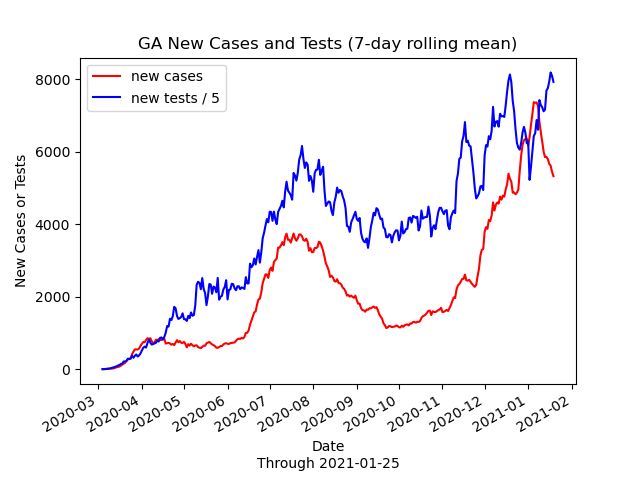 GA New Cases and Tests (7-day rolling mean)
new cases
new tests / 5
New Cases or Tests
8000
6000
4000
2000
0
2020-03
2020-04
2020-05
2020-06
2020-07
2020-08
2020-09
2020-10
2020-11
2020-12
2021-01
2021-02
Date
Through 2021-01-25